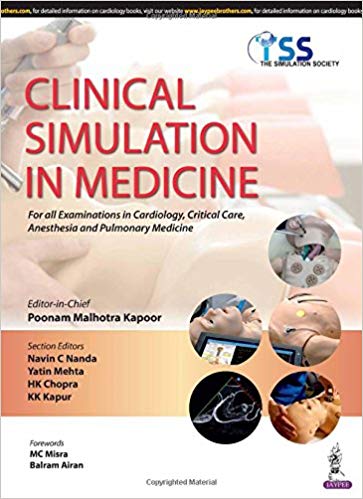 Copyrighted Material
others.com, for detailed information on cardiology books, visit our website www.jaypeebrothers.com, for detailed information on cardiology books
TSS
THE SIMULATION SOCIETY
CLINICAL
SIMULATION
IN MEDICINE
For all Examinations in Cardiology, Critical Care,
Anesthesia and Pulmonary Medicine
Editor-in-Chief
Poonam Malhotra Kapoor
Section Editors
Navin C Nanda
Yatin Mehta
HK Chopra
KK Kapur
Forewords
MC Misra
Balram Airan
JAYPEE
Copyrighted Material